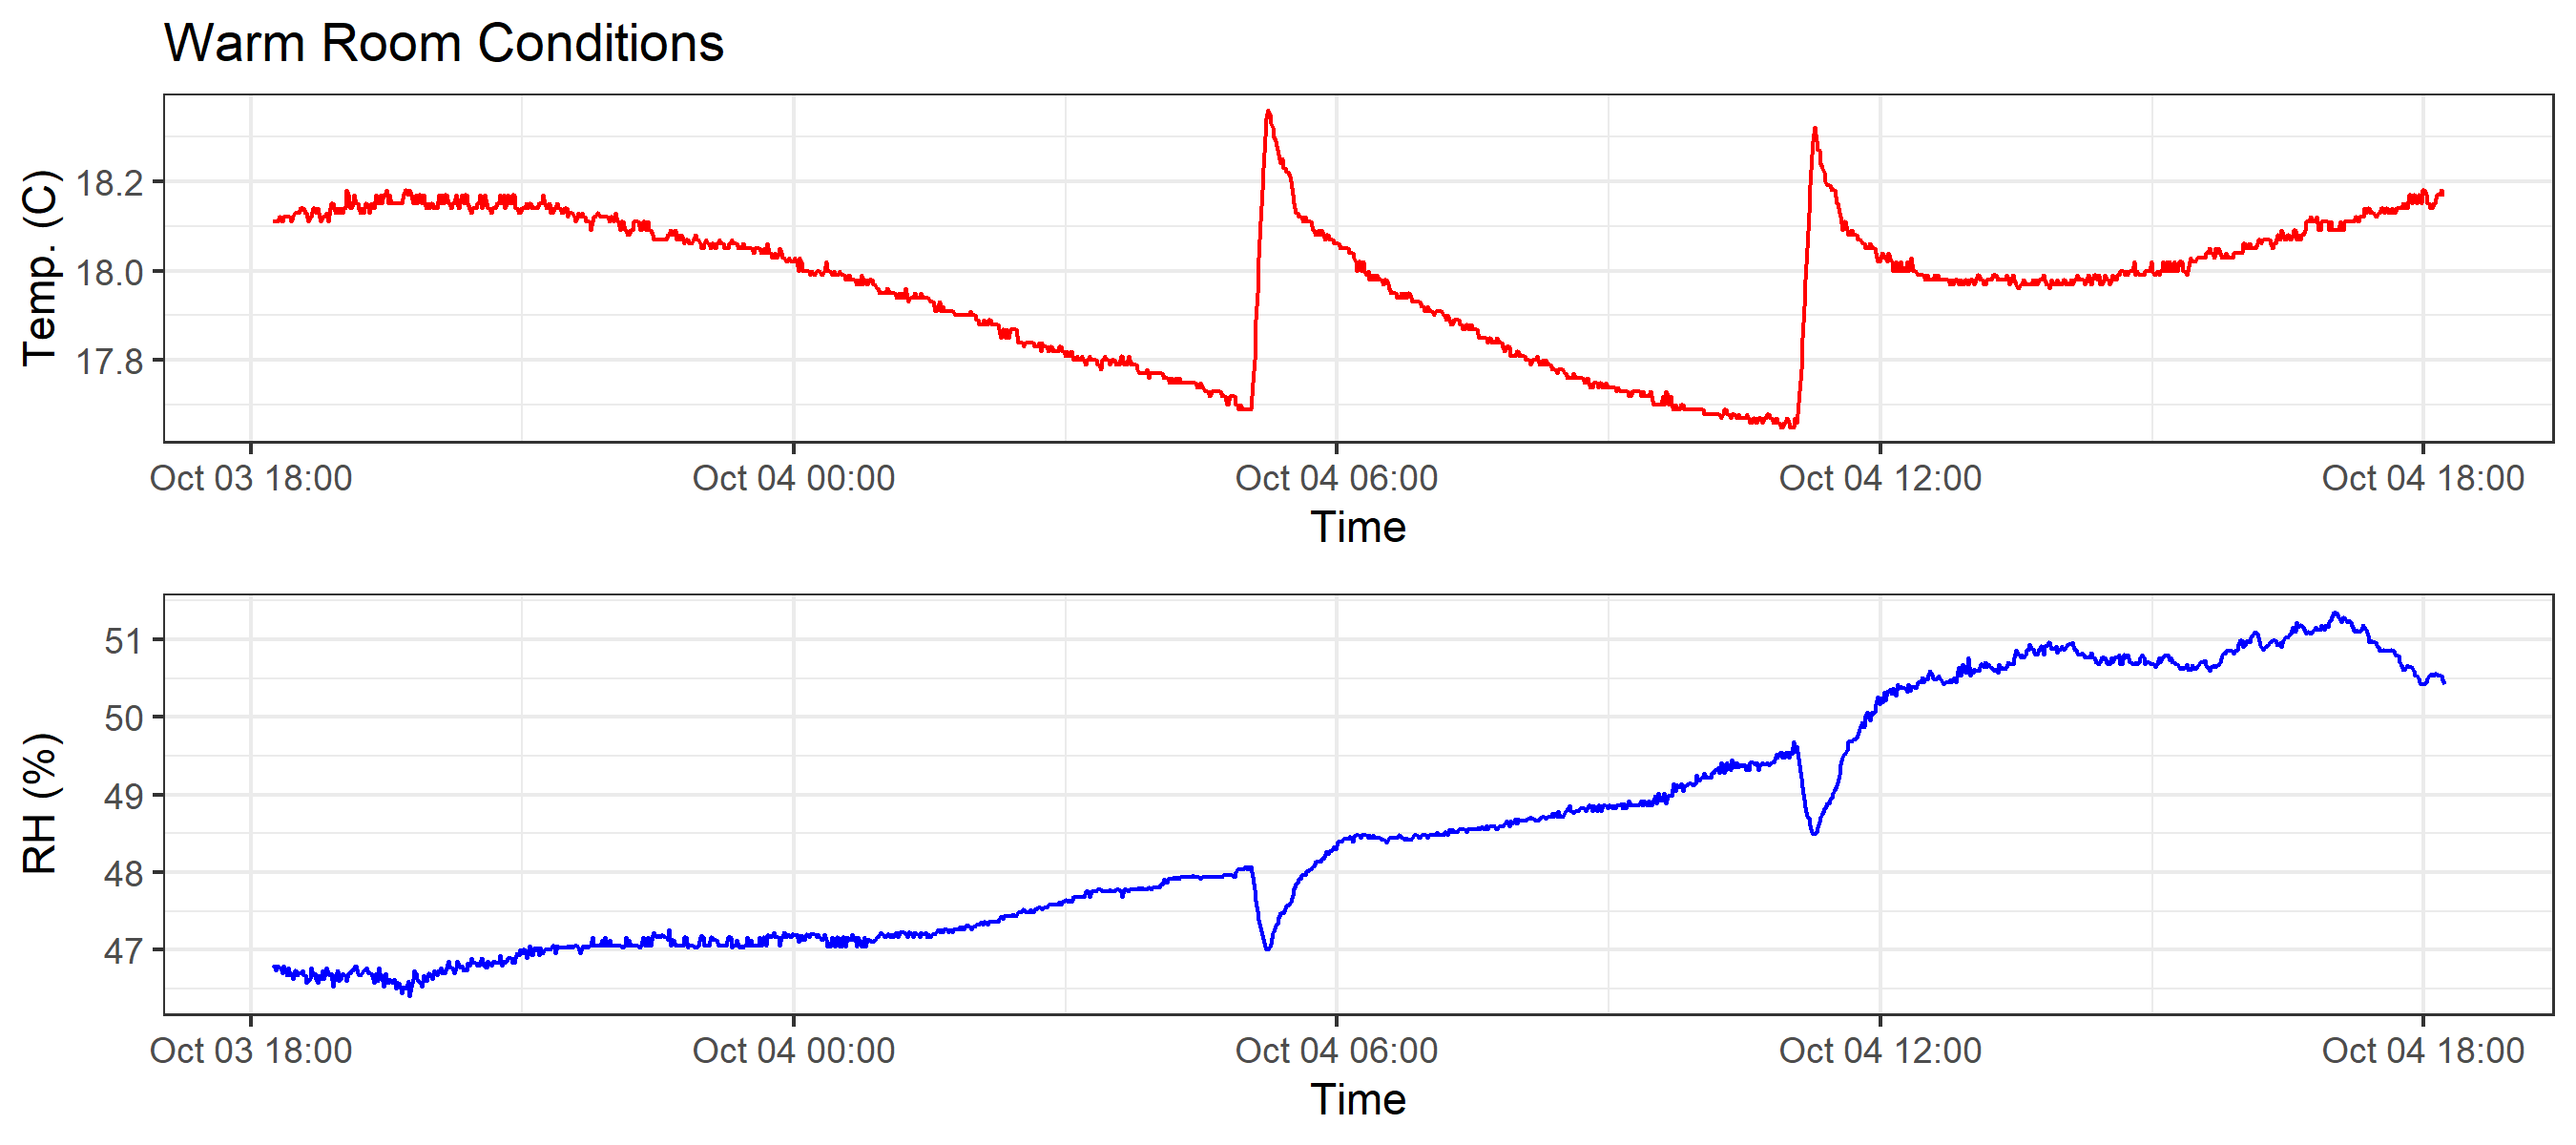 Warm Room Conditions
Temp. (C)
18.2
18.0
17.8
Oct 03 18:00 Oct 04 00:00 Oct 04 06:00 Oct 04 12:00 Oct 04 18:00
Time
RH (%)
51
50
49
48
47
Oct 03 18:00 Oct 04 00:00 Oct 04 06:00 Oct 04 12:00 Oct 04 18:00
Time